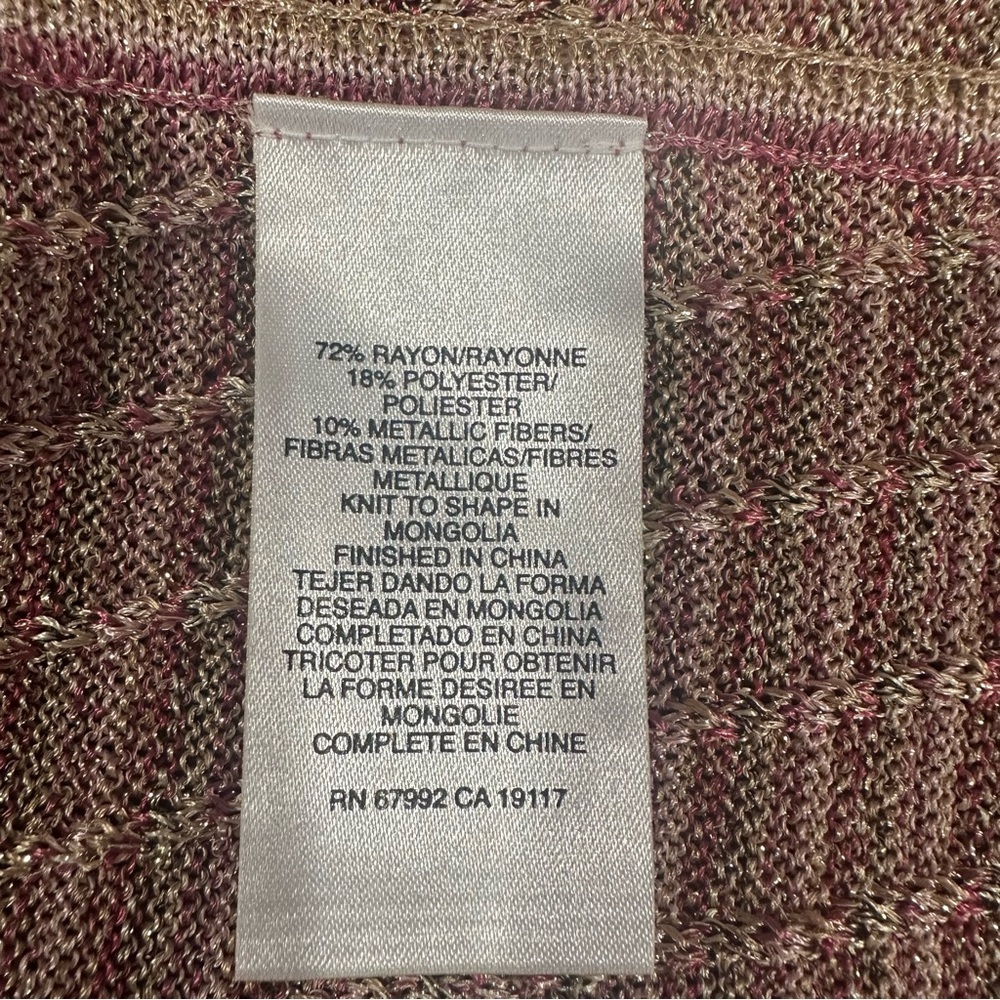 72% RAYON/RAYONNE
18% POLYESTER/
POLIESTER
10% METALLIC FIBERS/
FIBRAS METALICAS/FIBRES
METALLIQUE
KNIT TO SHAPE IN
MONGOLIA
FINISHED IN CHINA
TEJER DANDO LA FORMA
DESEADA EN MONGOLIA
COMPLETADO EN CHINA
TRICOTER POUR OBTENIR
LA FORME DESIREE EN
MONGOLIE
COMPLETE EN CHINE
RN 67992 CA 19117